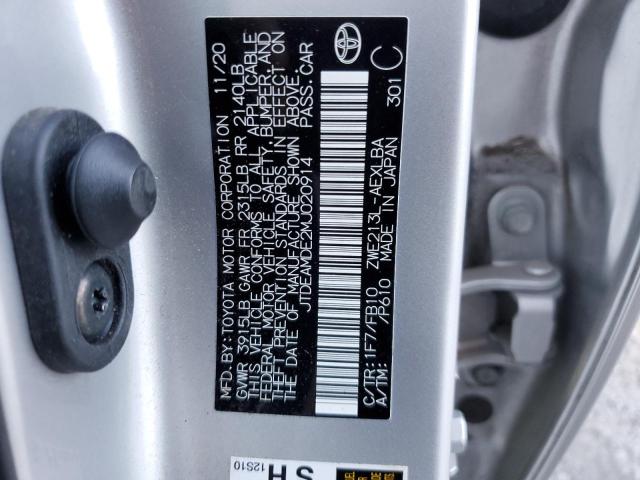 MFD.BY:TOYOTA MOTOR CORPORATION 11/20
GVWR 3915LB GAWR FR 2315LB RR 2140LB
THIS VEHICLE CONFORMS TO ALL APPLICABLE
FEDERAL MOTOR VEHICLE SAFETY, BUMPER, AND
THEFT PREVENTION STANDARDS IN EFFECT ON
THE DATE OF MANUFACTURE SHOWN ABOVE.
JTDEAMDE2MJ020914 PASS.CAR
C/TR:1F7/FB10 ZWE213L-AEXLBA 301 C
A/TM: /P610 MADE IN JAPAN
SH
12S10